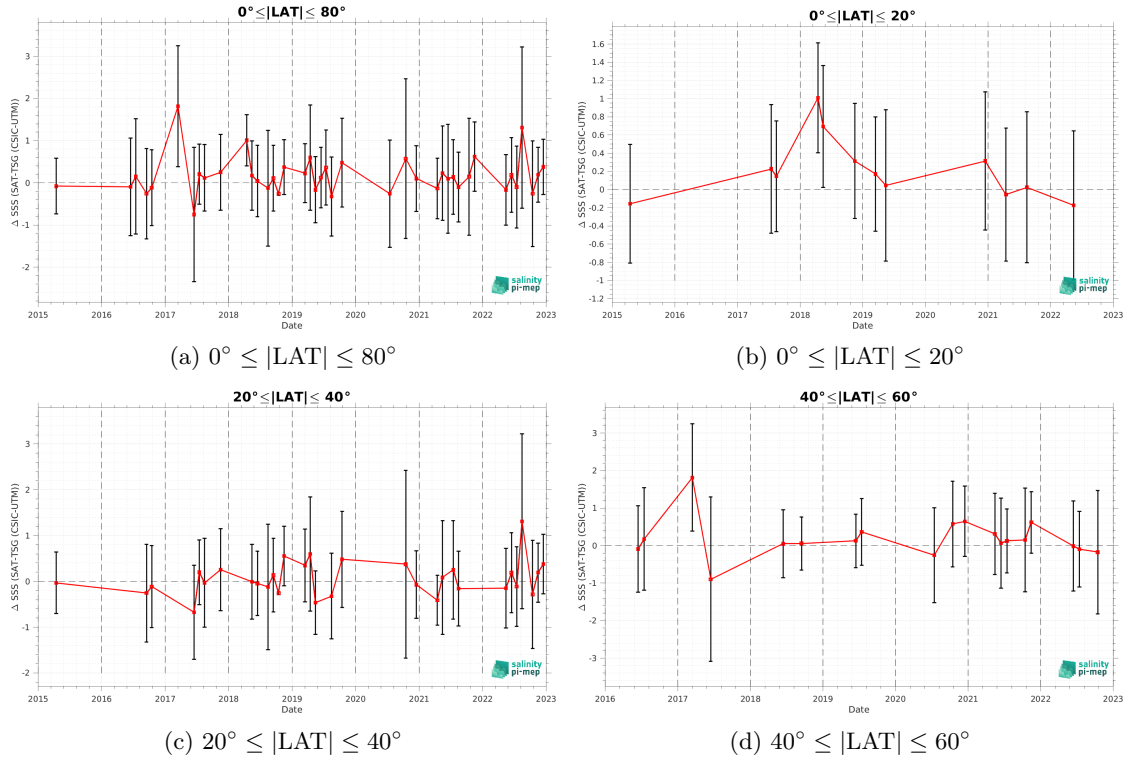 0°≤|LAT|≤ 80°
Δ SSS (SAT-TSG (CSIC-UTM))
3
2
1
0
-1
-2
2015 2016 2017 2018 2019 2020 2021 2022 2023
Date
salinity
pi-mep
(a) 0° ≤ |LAT| ≤ 80°
0°≤|LAT|≤ 20°
Δ SSS (SAT-TSG (CSIC-UTM))
1.6
1.4
1.2
1
0.8
0.6
0.4
0.2
0
-0.2
-0.4
-0.6
-0.8
-1
-1.2
2015 2016 2017 2018 2019 2020 2021 2022 2023
Date
salinity
pi-mep
(b) 0° ≤ |LAT| ≤ 20°
20°≤|LAT|≤ 40°
Δ SSS (SAT-TSG (CSIC-UTM))
3
2
1
0
-1
-2
2015 2016 2017 2018 2019 2020 2021 2022 2023
Date
salinity
pi-mep
(c) 20° ≤ |LAT| ≤ 40°
40°≤|LAT|≤ 60°
Δ SSS (SAT-TSG (CSIC-UTM))
3
2
1
0
-1
-2
-3
2016 2017 2018 2019 2020 2021 2022 2023
Date
salinity
pi-mep
(d) 40° ≤ |LAT| ≤ 60°